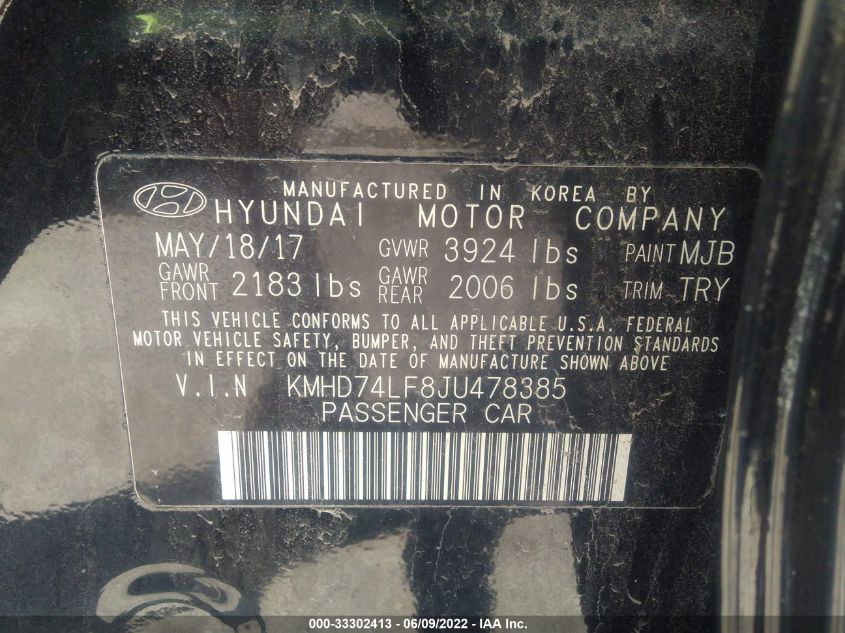 MANUFACTURED IN KOREA BY
HYUNDAI MOTOR COMPANY
MAY/18/17 GVWR 3924 lbs PAINT MJB
GAWR FRONT 2183 lbs GAWR REAR 2006 lbs TRIM TRY
THIS VEHICLE CONFORMS TO ALL APPLICABLE U.S.A. FEDERAL
MOTOR VEHICLE SAFETY, BUMPER, AND THEFT PREVENTION STANDARDS
IN EFFECT ON THE DATE OF MANUFACTURE SHOWN ABOVE
V.I.N KMHD74LF8JU478385
PASSENGER CAR
000-33302413 - 06/09/2022 - IAA Inc.